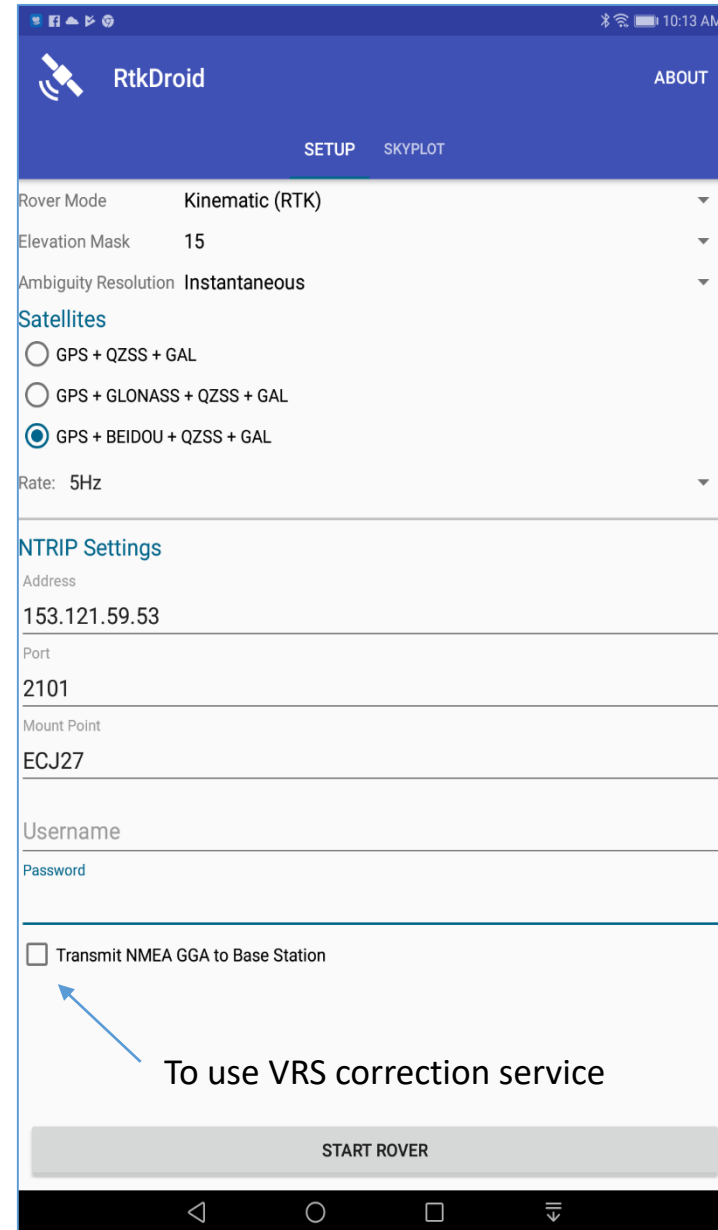 10:13 AM
RtkDroid
ABOUT
SETUP SKYPLOT
Rover Mode Kinematic (RTK)
Elevation Mask 15
Ambiguity Resolution Instantaneous
Satellites
GPS + QZSS + GAL
GPS + GLONASS + QZSS + GAL
GPS + BEIDOU + QZSS + GAL
Rate: 5Hz
NTRIP Settings
Address
153.121.59.53
Port
2101
Mount Point
ECJ27
Username
Password
Transmit NMEA GGA to Base Station
To use VRS correction service
START ROVER